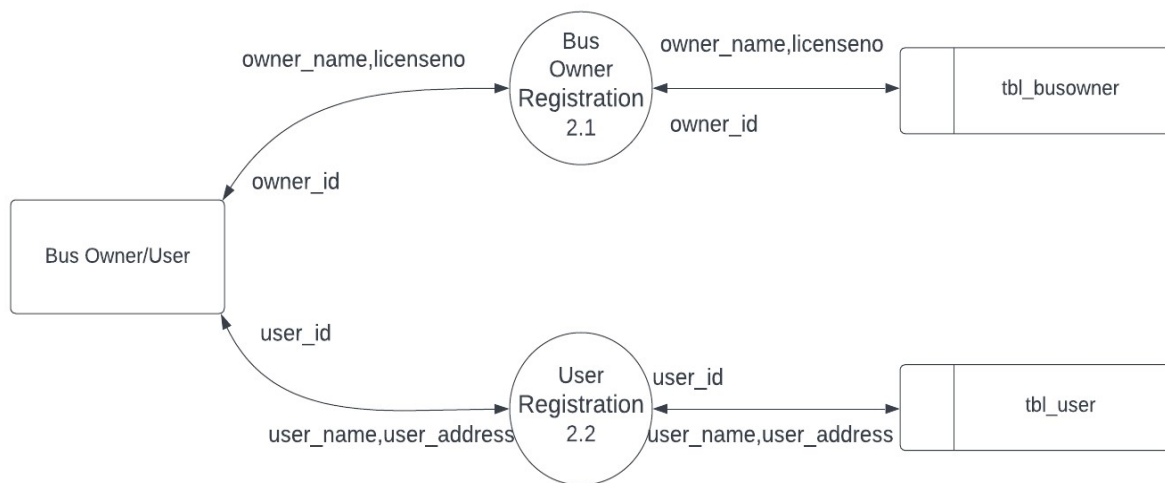 owner_name,licenseno
Bus
Owner
Registration
2.1
owner_name,licenseno
owner_id
tbl_busowner
owner_id
Bus Owner/User
user_id
user_name,user_address
User
Registration
2.2
user_id
user_name,user_address
tbl_user